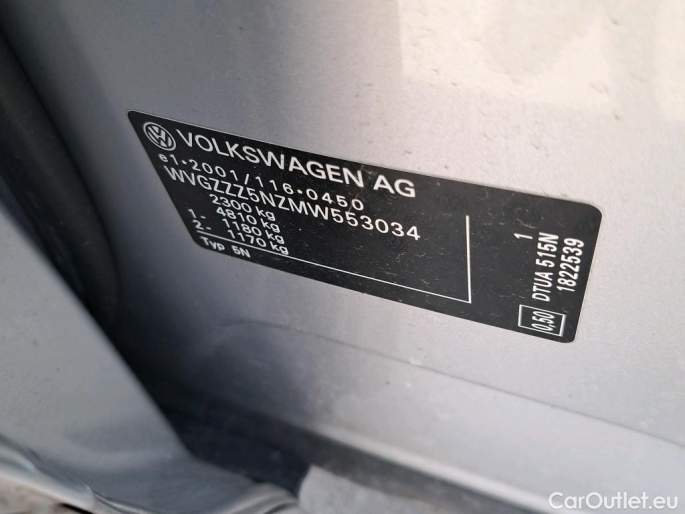 VOLKSWAGEN AG
e1*2001/116*0450
WVGZZZ5NZMW553034
2300 kg
4810 kg
1.- 1180 kg
2.- 1170 kg
Typ 5N
1
DTUA 515N
0,50 1822539
CarOutlet.eu